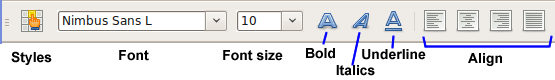 Nimbus Sans L 10 A A A
Styles Font Font size Bold Italics Underline Align